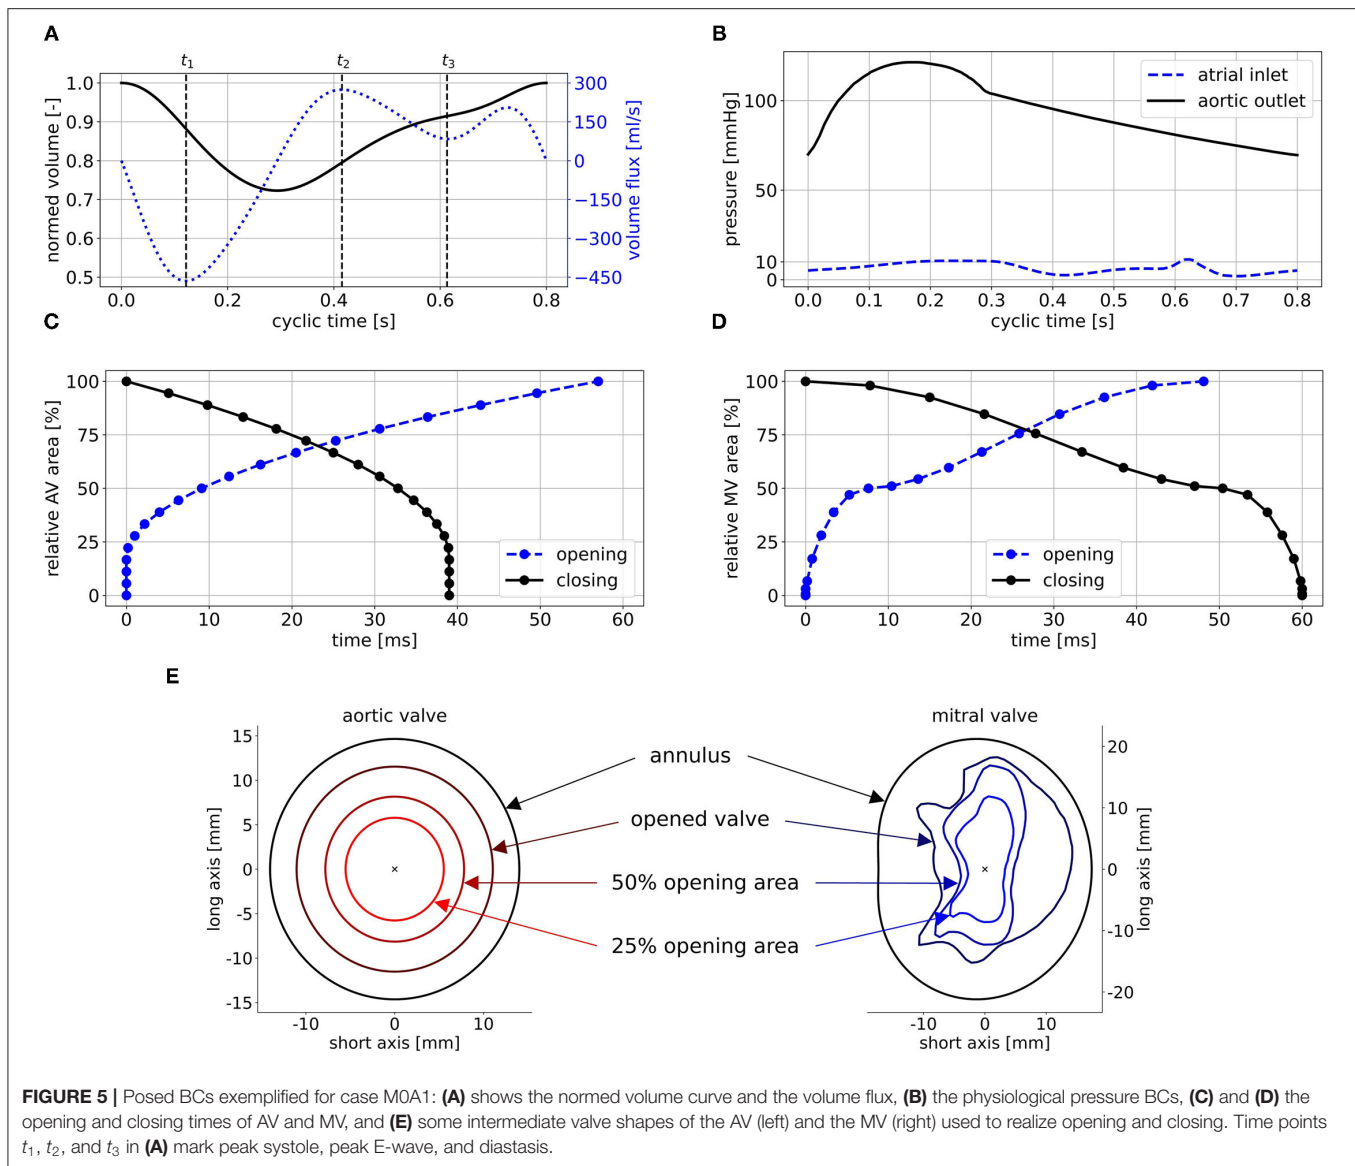 A
t1 t2 t3
1.0
0.9
0.8
0.7
0.6
0.5
normed volume [-]
300
150
0
−150
−300
−450
volume flux [ml/s]
0.0 0.2 0.4 0.6 0.8
cyclic time [s]
B
100
50
10
0
pressure [mmHg]
atrial inlet
aortic outlet
0.0 0.1 0.2 0.3 0.4 0.5 0.6 0.7 0.8
cyclic time [s]
C
100
75
50
25
0
relative AV area [%]
opening
closing
0 10 20 30 40 50 60
time [ms]
D
100
75
50
25
0
relative MV area [%]
opening
closing
0 10 20 30 40 50 60
time [ms]
E
aortic valve
15
10
5
0
-5
-10
-15
long axis [mm]
-10 0 10
short axis [mm]
annulus
opened valve
50% opening area
25% opening area
mitral valve
20
10
0
-10
-20
long axis [mm]
-10 0 10
short axis [mm]
FIGURE 5 | Posed BCs exemplified for case M0A1: (A) shows the normed volume curve and the volume flux, (B) the physiological pressure BCs, (C) and (D) the
opening and closing times of AV and MV, and (E) some intermediate valve shapes of the AV (left) and the MV (right) used to realize opening and closing. Time points
t1, t2, and t3 in (A) mark peak systole, peak E-wave, and diastasis.